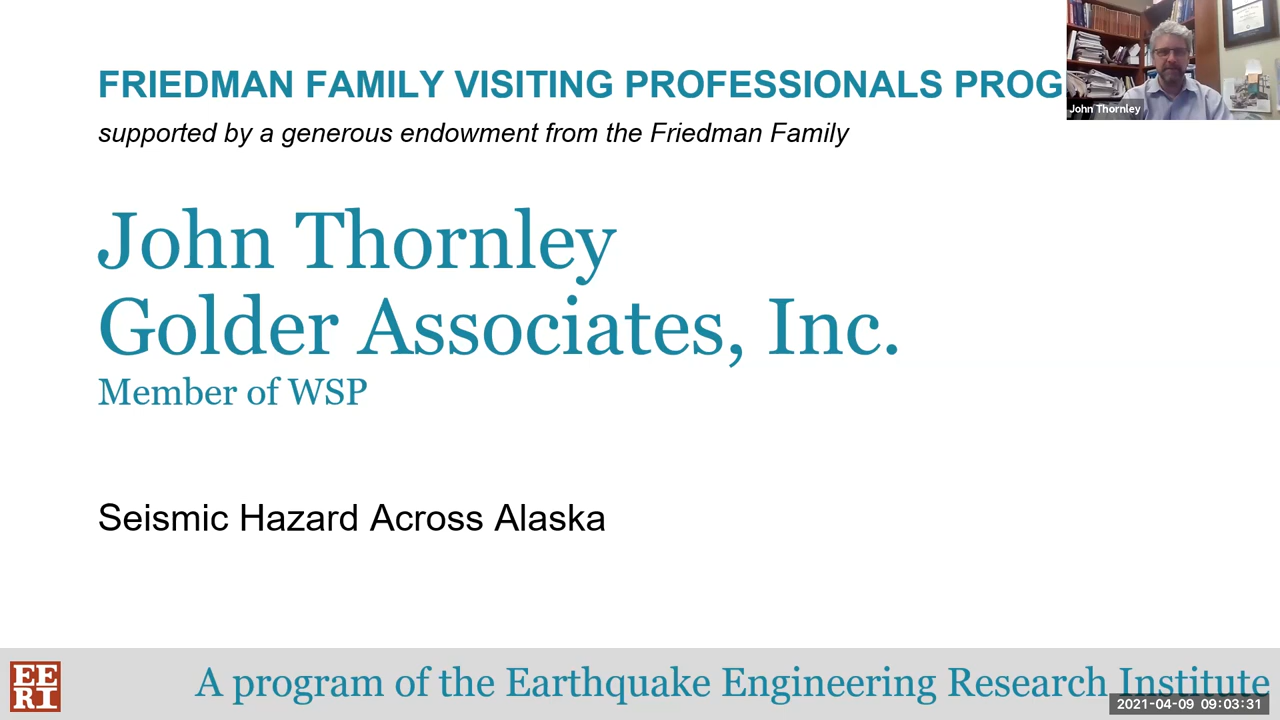 FRIEDMAN FAMILY VISITING PROFESSIONALS PROG
John Thornley
supported by a generous endowment from the Friedman Family
John Thornley
Golder Associates, Inc.
Member of WSP
Seismic Hazard Across Alaska
EE
RI
A program of the Earthquake Engineering Research Institute
2021-04-09 09:03:31